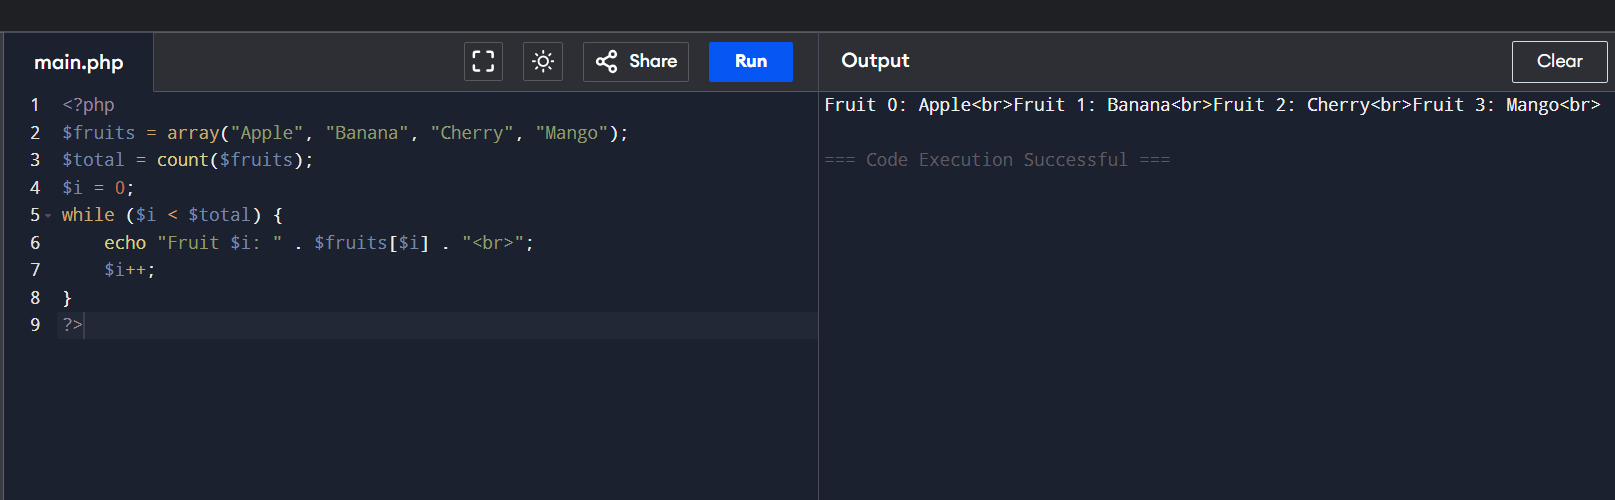 main.php
Share
Run
Output
Clear
1 <?php
2 $fruits = array("Apple", "Banana", "Cherry", "Mango");
3 $total = count($fruits);
4 $i = 0;
5 while ($i < $total) {
6     echo "Fruit $i: " . $fruits[$i] . "<br>";
7     $i++;
8 }
9 ?>
Fruit 0: Apple<br>Fruit 1: Banana<br>Fruit 2: Cherry<br>Fruit 3: Mango<br>
=== Code Execution Successful ===